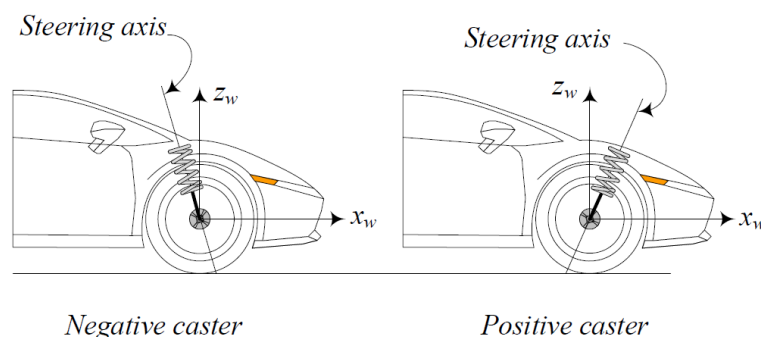 Steering axis
Steering axis
z_w
z_w
x_w
x_w
Negative caster
Positive caster